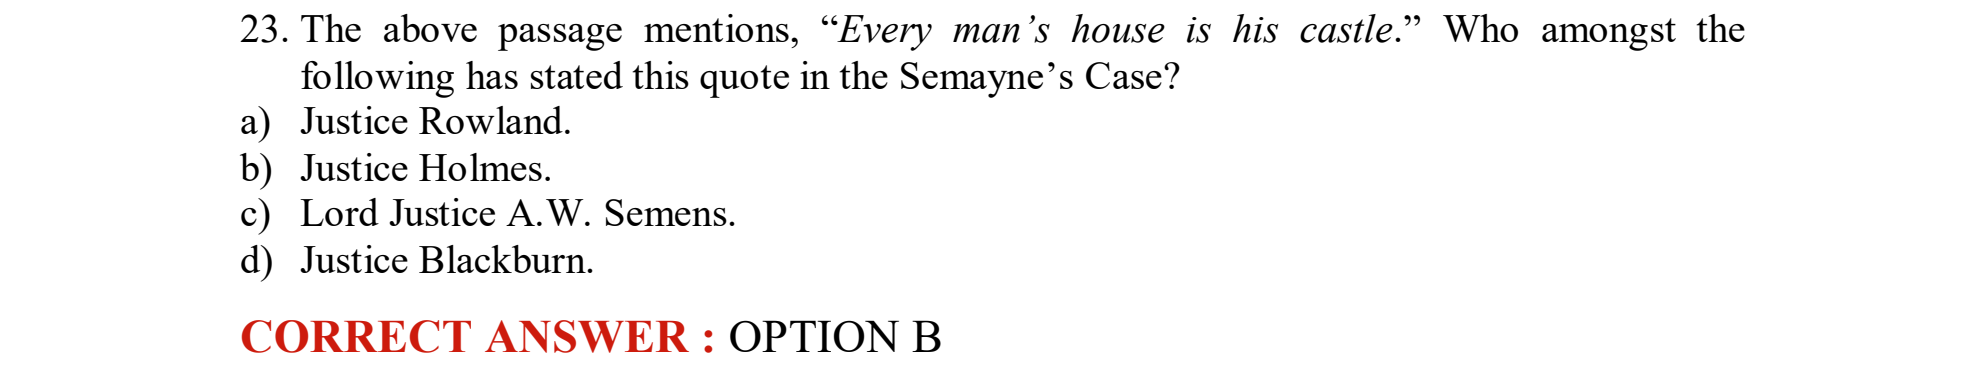 23. The above passage mentions, “Every man’s house is his castle.” Who amongst the
following has stated this quote in the Semayne’s Case?
a) Justice Rowland.
b) Justice Holmes.
c) Lord Justice A.W. Semens.
d) Justice Blackburn.
CORRECT ANSWER : OPTION B